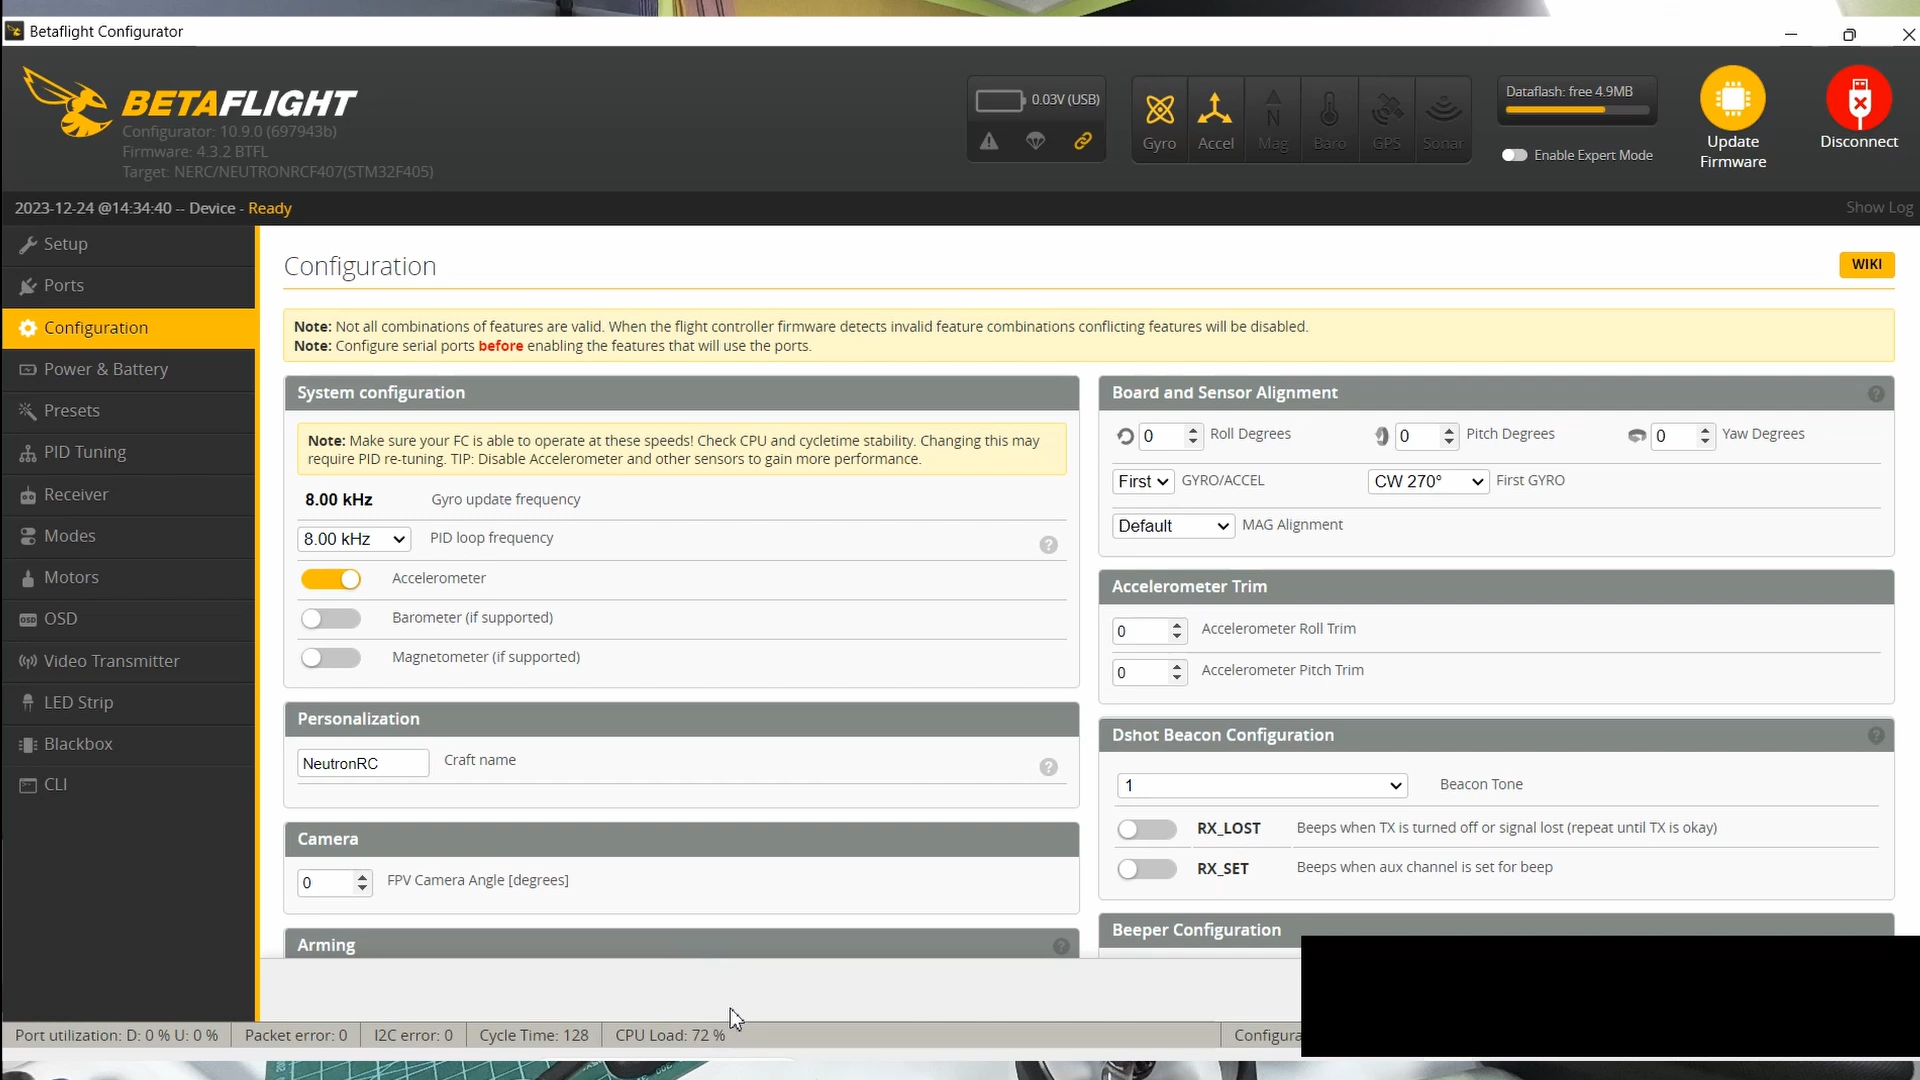 Betaflight Configurator
BETAFLIGHT
Configurator: 10.9.0 (697943b)
Firmware: 4.3.2 BTFL
Target: NERC/NEUTRONRCF407(STM32F405)
0.03V (USB)
Gyro
Accel
Mag
Baro
GPS
Sonar
Dataflash: free 4.9MB
Enable Expert Mode
Update
Firmware
Disconnect
2023-12-24 @14:34:40 -- Device - Ready
Show Log
Setup
Ports
Configuration
Power & Battery
Presets
PID Tuning
Receiver
Modes
Motors
OSD
Video Transmitter
LED Strip
Blackbox
CLI
Configuration
WIKI
Note: Not all combinations of features are valid. When the flight controller firmware detects invalid feature combinations conflicting features will be disabled.
Note: Configure serial ports before enabling the features that will use the ports.
System configuration
Note: Make sure your FC is able to operate at these speeds! Check CPU and cycletime stability. Changing this may
require PID re-tuning. TIP: Disable Accelerometer and other sensors to gain more performance.
8.00 kHz Gyro update frequency
8.00 kHz PID loop frequency
Accelerometer
Barometer (if supported)
Magnetometer (if supported)
Personalization
NeutronRC Craft name
Camera
0 FPV Camera Angle [degrees]
Arming
Board and Sensor Alignment
0 Roll Degrees 0 Pitch Degrees 0 Yaw Degrees
First GYRO/ACCEL CW 270° First GYRO
Default MAG Alignment
Accelerometer Trim
0 Accelerometer Roll Trim
0 Accelerometer Pitch Trim
Dshot Beacon Configuration
1 Beacon Tone
RX_LOST Beeps when TX is turned off or signal lost (repeat until TX is okay)
RX_SET Beeps when aux channel is set for beep
Beeper Configuration
Port utilization: D: 0 % U: 0 % Packet error: 0 I2C error: 0 Cycle Time: 128 CPU Load: 72 % Configura